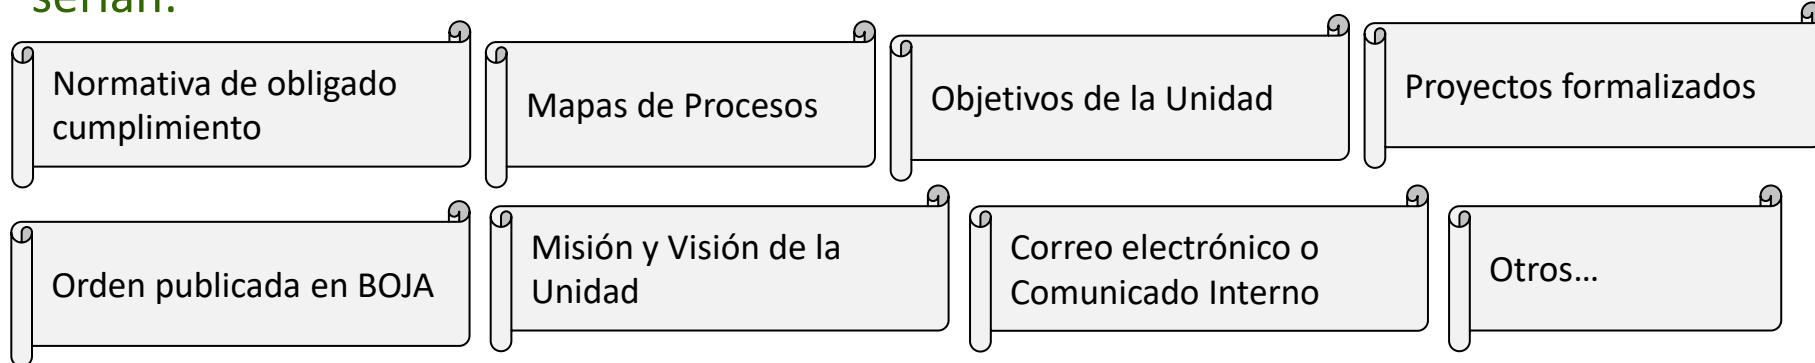 serían:
Normativa de obligado
cumplimiento
Mapas de Procesos
Objetivos de la Unidad
Proyectos formalizados
Orden publicada en BOJA
Misión y Visión de la
Unidad
Correo electrónico o
Comunicado Interno
Otros…